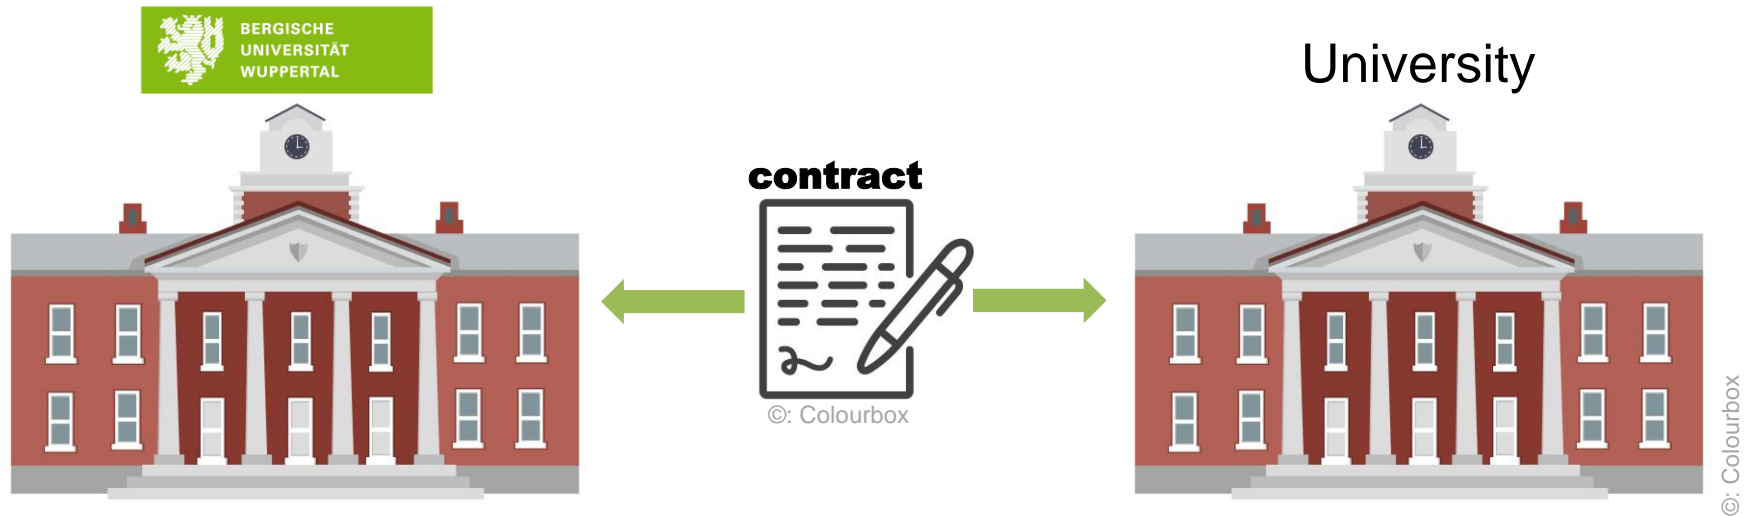 BERGISCHE
UNIVERSITÄT
WUPPERTAL
University
contract
©: Colourbox
©: Colourbox